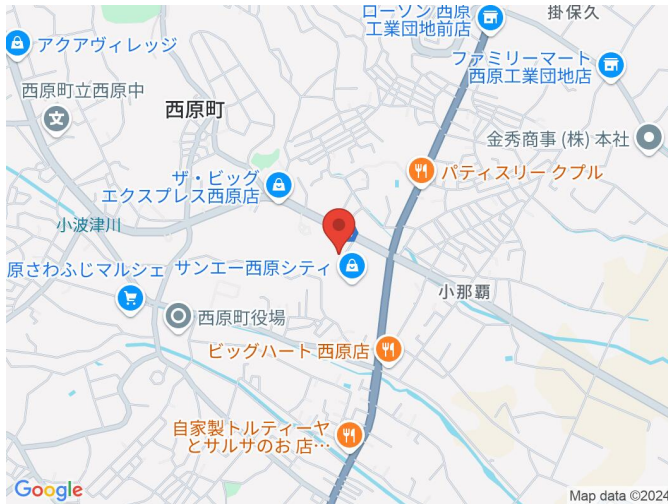 ローソン 西原
工業団地前店
掛保久
アクアヴィレッジ
ファミリーマート
西原工業団地店
西原町立西原中
西原町
金秀商事 (株) 本社
パティスリー クプル
ザ・ビッグ
エクスプレス西原店
小波津川
原さわふじマルシェ
サンエー西原シティ
小那覇
西原町役場
ビッグハート 西原店
自家製トルティーヤ
とサルサのお 店…
Google
Map data ©2024